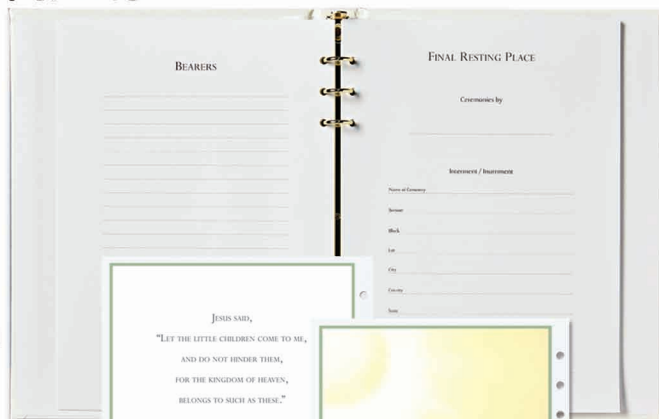 BEARERS
FINAL RESTING PLACE
Ceremonies by
Interment / Inurnment
Name of Cemetery
Section
Block
Lot
City
County
State
JESUS SAID,
"LET THE LITTLE CHILDREN COME TO ME,
AND DO NOT HINDER THEM,
FOR THE KINGDOM OF HEAVEN,
BELONGS TO SUCH AS THESE."